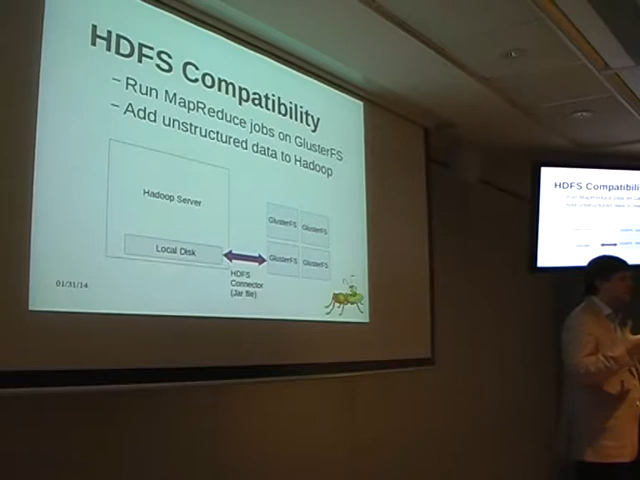 HDFS Compatibility
– Run MapReduce jobs on GlusterFS
– Add unstructured data to Hadoop
Hadoop Server
Local Disk
GlusterFS GlusterFS
GlusterFS GlusterFS
HDFS
Connector
(Jar file)
01/31/14
HDFS Compatibili